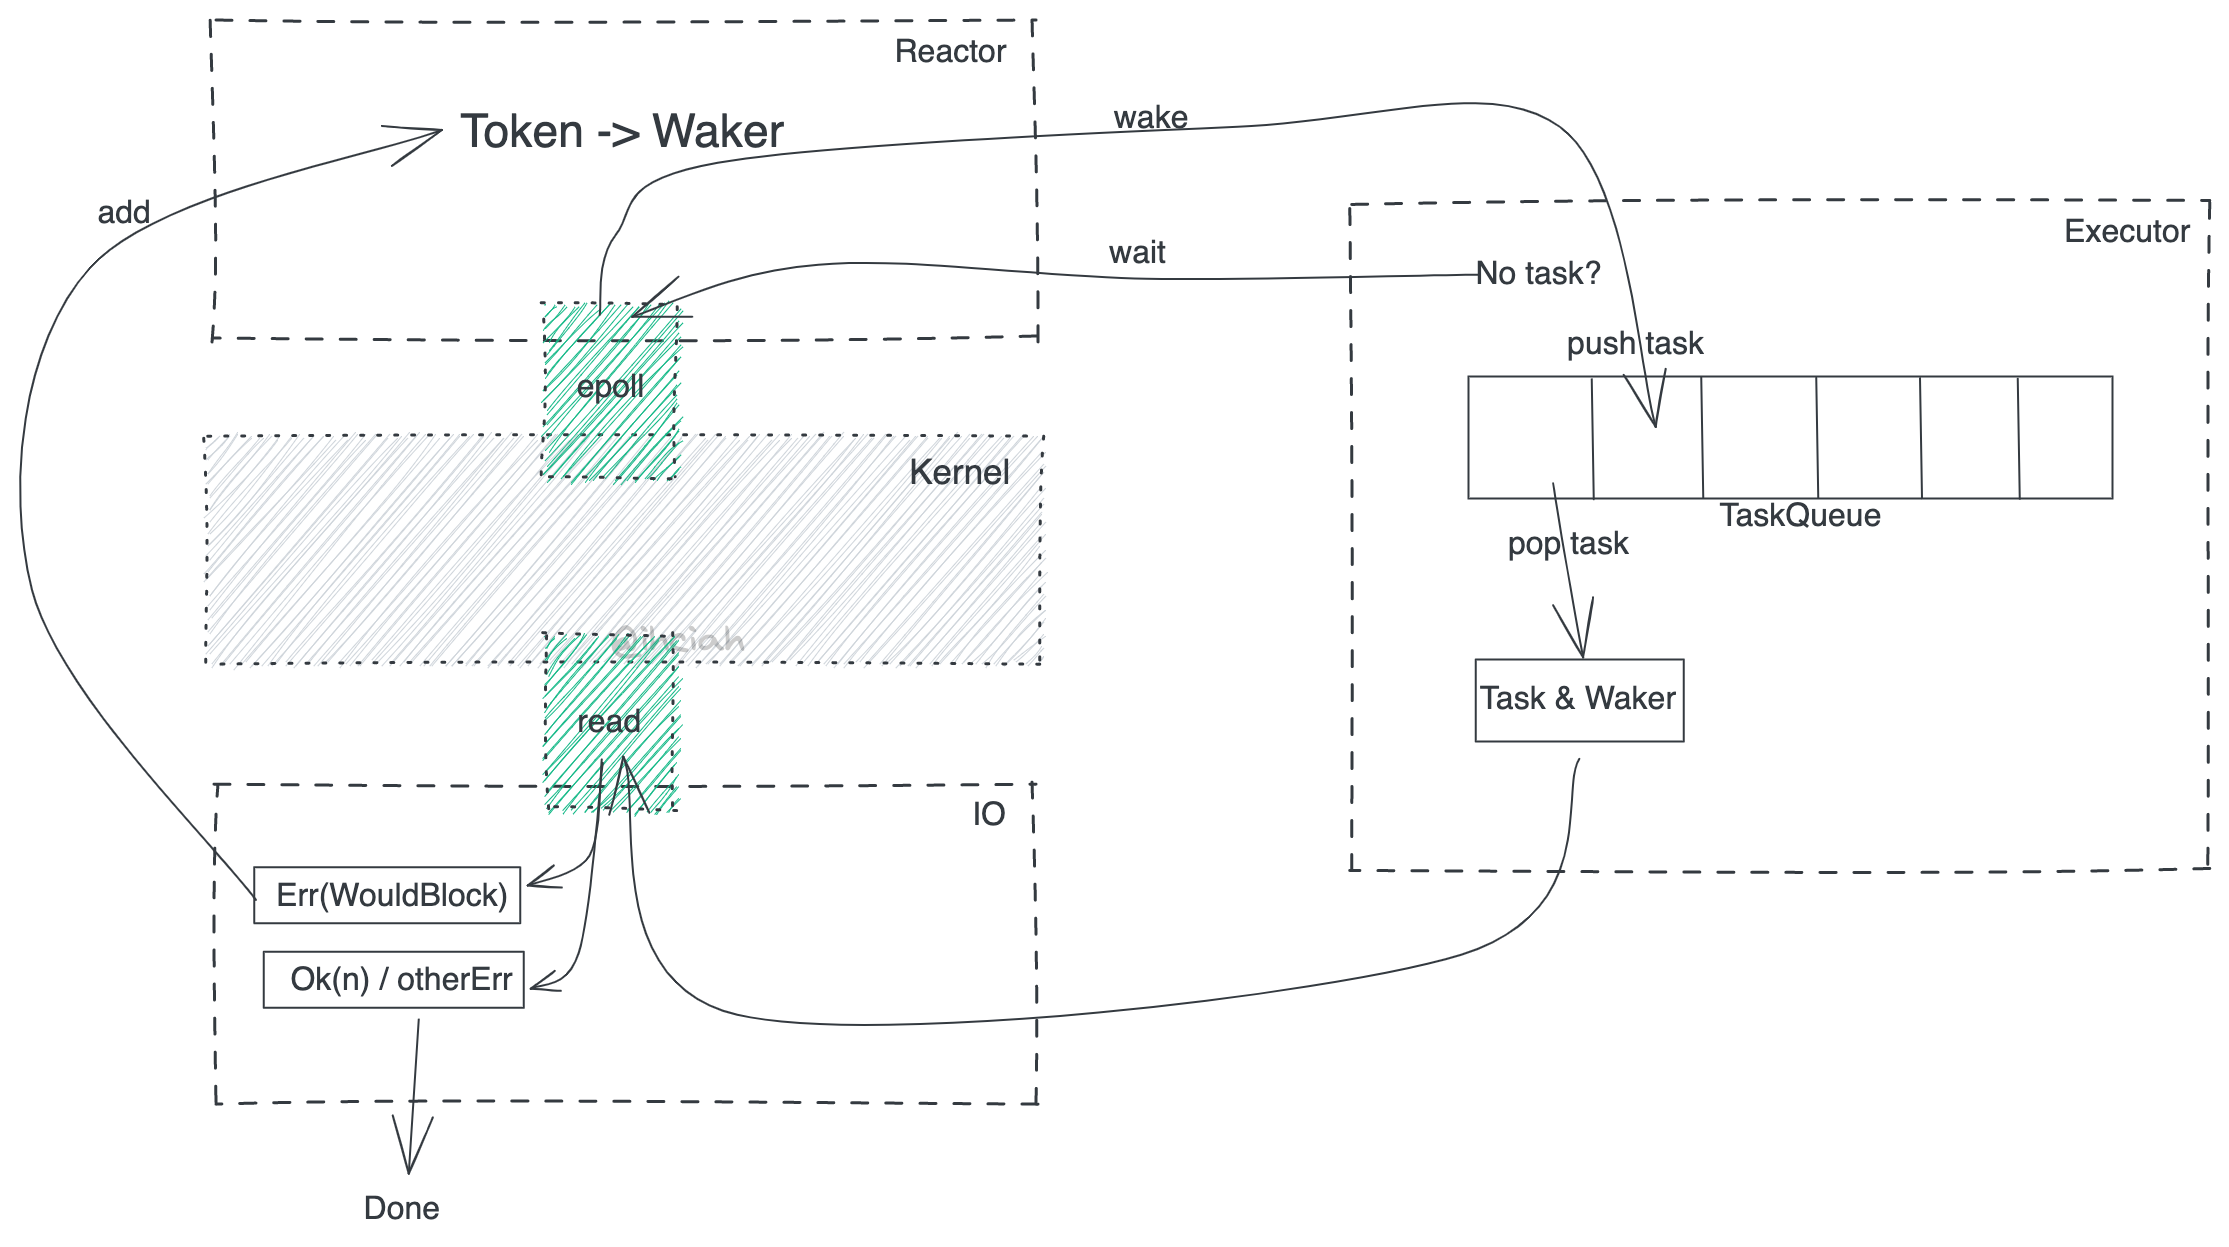 Reactor
Token -> Waker
wake
add
wait
Executor
No task?
push task
epoll
Kernel
TaskQueue
pop task
@ihciah
Task & Waker
read
IO
Err(WouldBlock)
Ok(n) / otherErr
Done